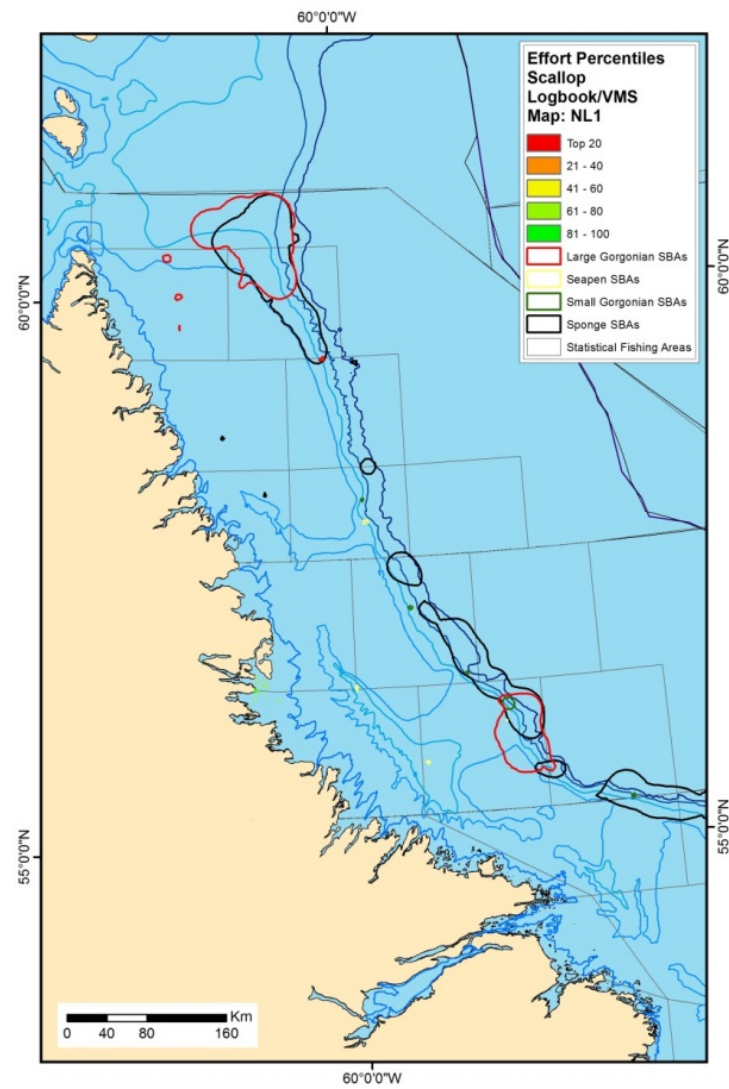 60°0'0"W
Effort Percentiles
Scallop
Logbook/VMS
Map: NL1
Top 20
21 - 40
41 - 60
61 - 80
81 - 100
Large Gorgonian SBAs
Seapen SBAs
Small Gorgonian SBAs
Sponge SBAs
Statistical Fishing Areas
60°0'0"N
60°0'0"N
55°0'0"N
55°0'0"N
Km
0 40 80 160
60°0'0"W